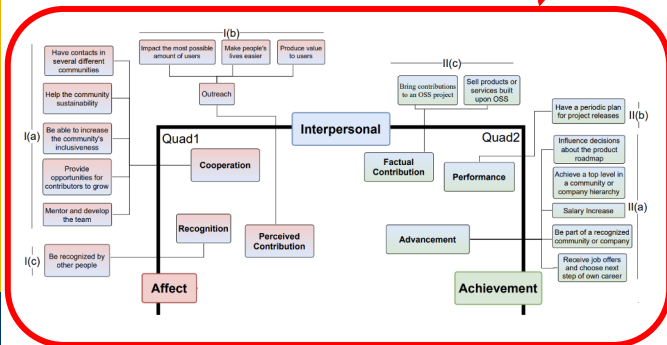 I(b)
Impact the most possible
amount of users
Make people's
lives easier
Produce value
to users
Outreach
I(a)
Have contacts in
several different
communities
Help the community
sustainability
Be able to increase
the community's
inclusiveness
Provide
opportunities for
contributors to grow
Mentor and develop
the team
I(c)
Be recognized by
other people
Quad1
Cooperation
Recognition
Perceived
Contribution
Affect
Interpersonal
II(c)
Bring contributions
to an OSS project
Sell products or
services built
upon OSS
Quad2
Factual
Contribution
Performance
Advancement
Achievement
Have a periodic plan
for project releases
II(b)
Influence decisions
about the product
roadmap
Achieve a top level in
a community or
company hierarchy
Salary Increase
Be part of a recognized
community or company
Receive job offers
and choose next
step of own career
II(a)